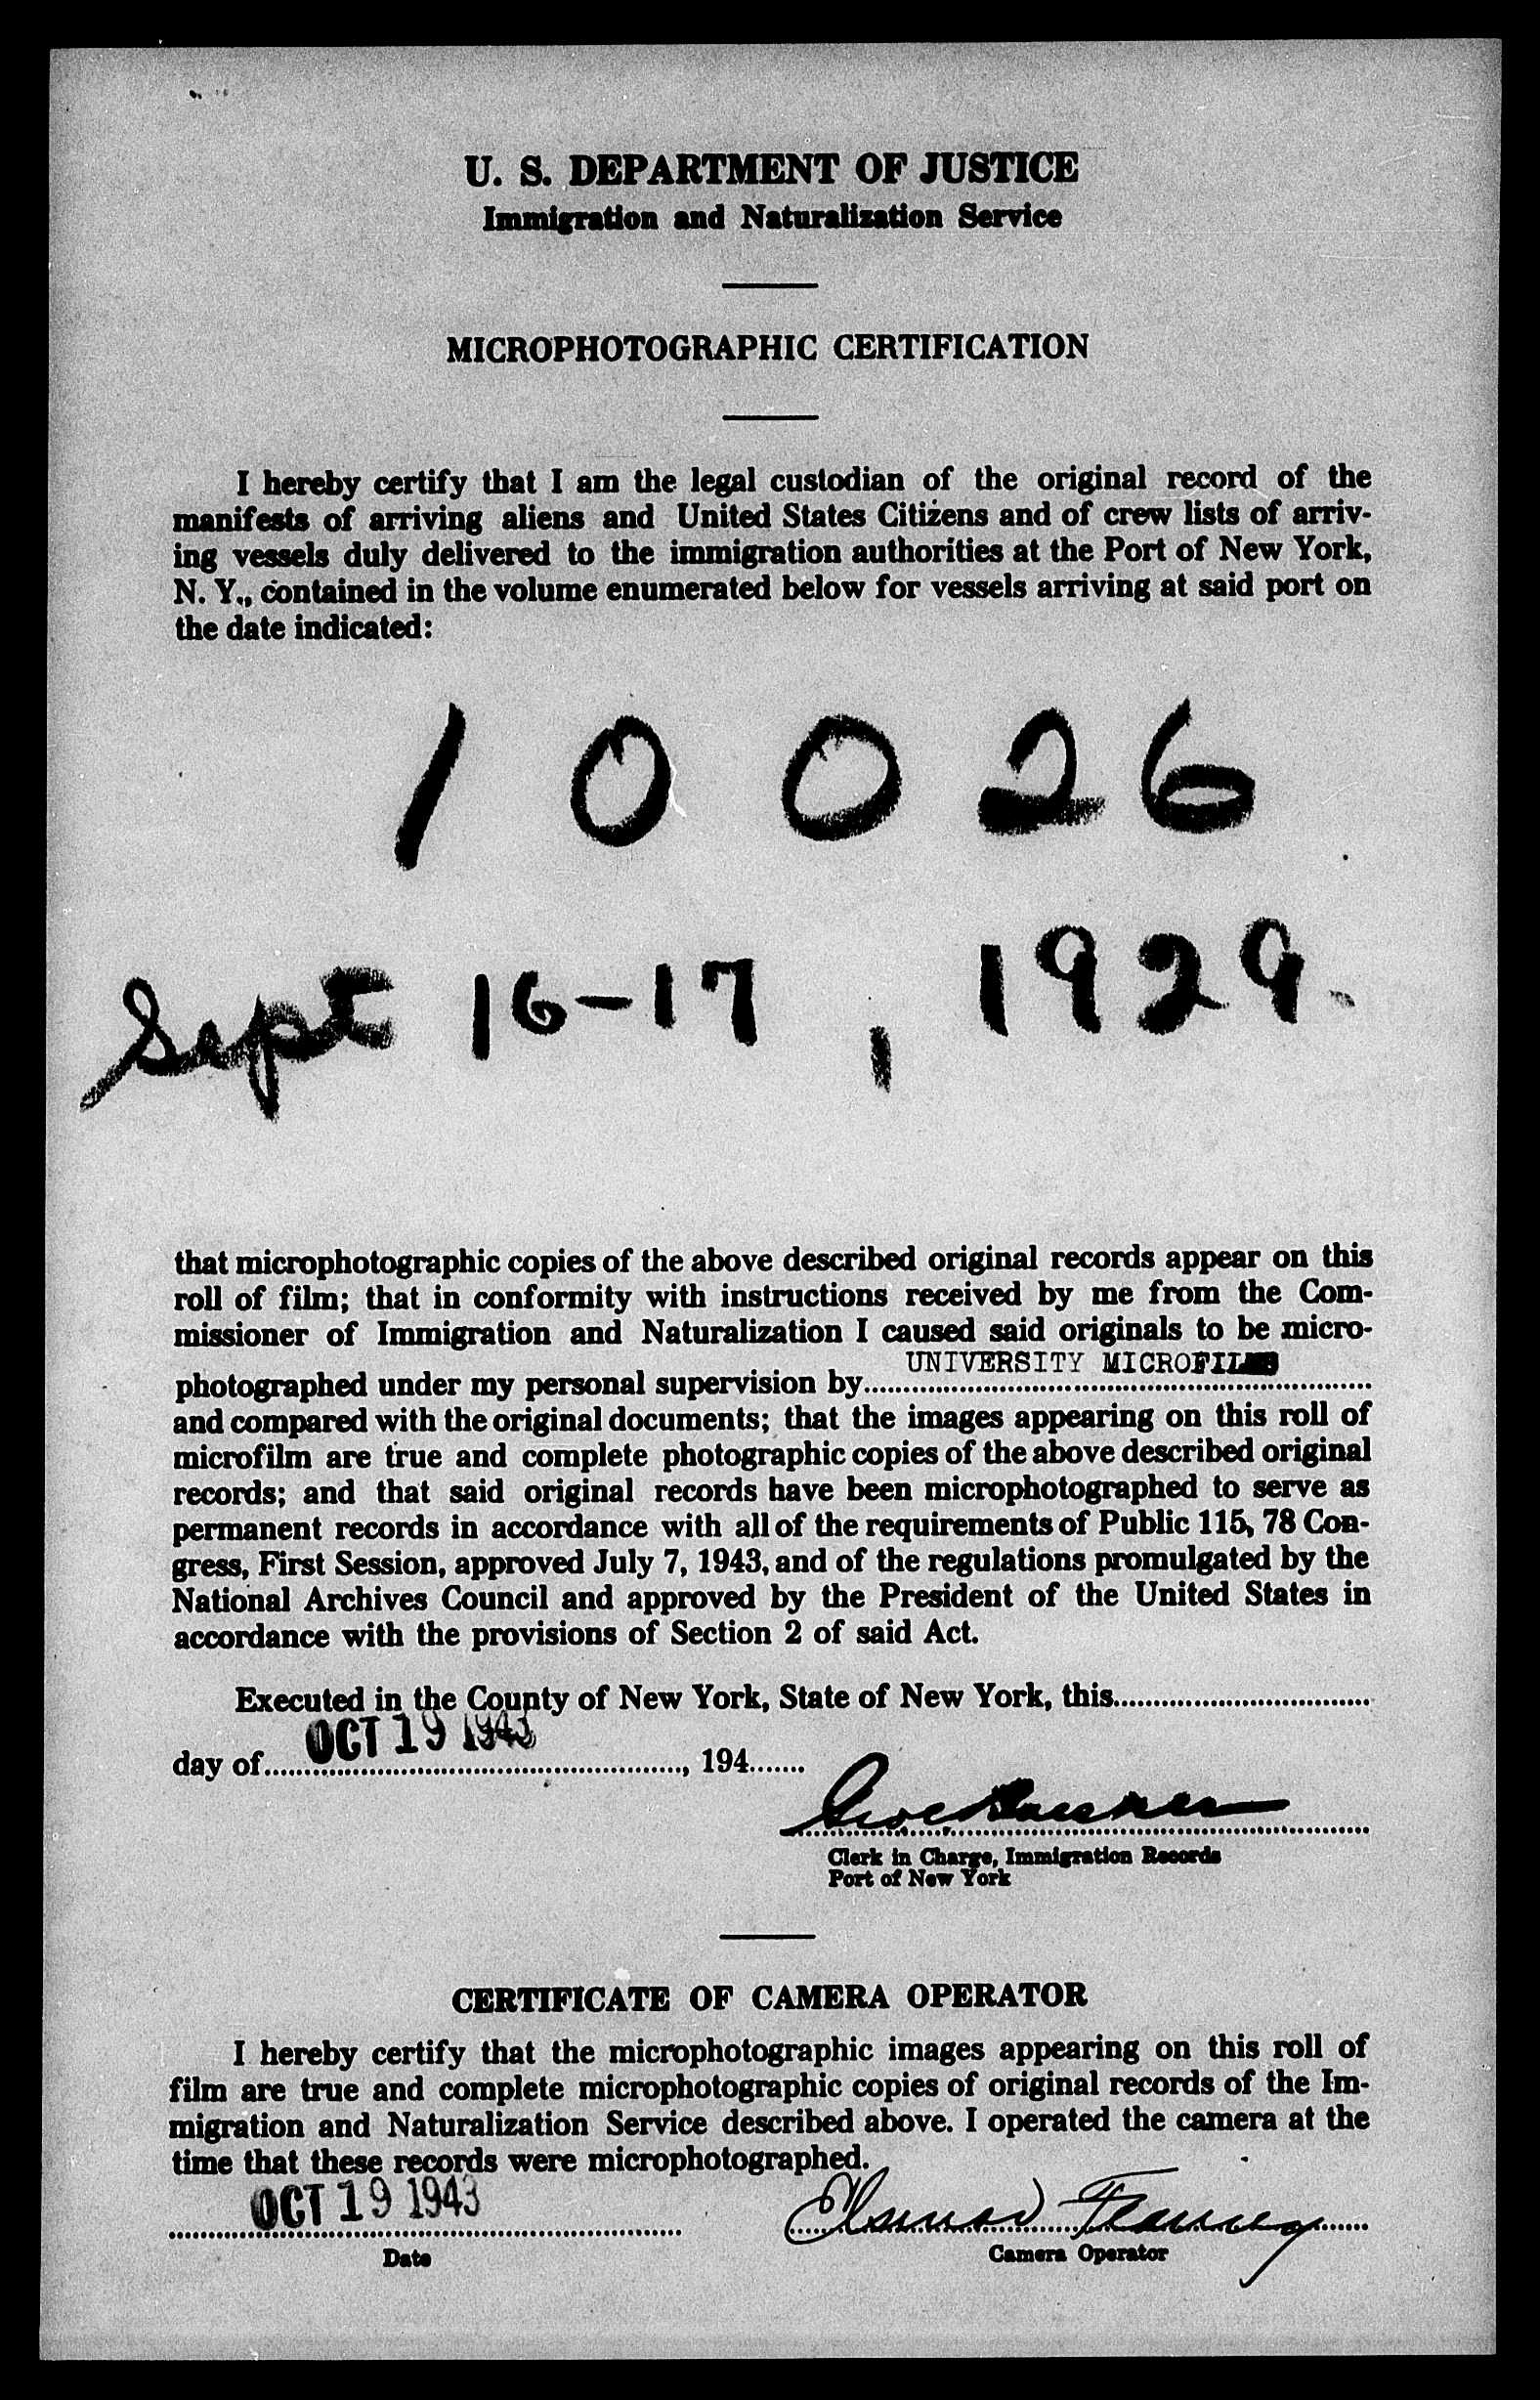 U. S. DEPARTMENT OF JUSTICE
Immigration and Naturalization Service
MICROPHOTOGRAPHIC CERTIFICATION
I hereby certify that I am the legal custodian of the original record of the
manifests of arriving aliens and United States Citizens and of crew lists of arriv-
ing vessels duly delivered to the immigration authorities at the Port of New York,
N. Y., contained in the volume enumerated below for vessels arriving at said port on
the date indicated:
10026
Sept 16-17, 1929.
that microphotographic copies of the above described original records appear on this
roll of film; that in conformity with instructions received by me from the Com-
missioner of Immigration and Naturalization I caused said originals to be micro-
UNIVERSITY MICROFILMS
photographed under my personal supervision by
and compared with the original documents; that the images appearing on this roll of
microfilm are true and complete photographic copies of the above described original
records; and that said original records have been microphotographed to serve as
permanent records in accordance with all of the requirements of Public 115, 78 Con-
gress, First Session, approved July 7, 1943, and of the regulations promulgated by the
National Archives Council and approved by the President of the United States in
accordance with the provisions of Section 2 of said Act.
Executed in the County of New York, State of New York, this
OCT 19 1943
day of, 194
Clerk in Charge, Immigration Records
Port of New York
CERTIFICATE OF CAMERA OPERATOR
I hereby certify that the microphotographic images appearing on this roll of
film are true and complete microphotographic copies of original records of the Im-
migration and Naturalization Service described above. I operated the camera at the
time that these records were microphotographed.
OCT 19 1943
Date
Camera Operator